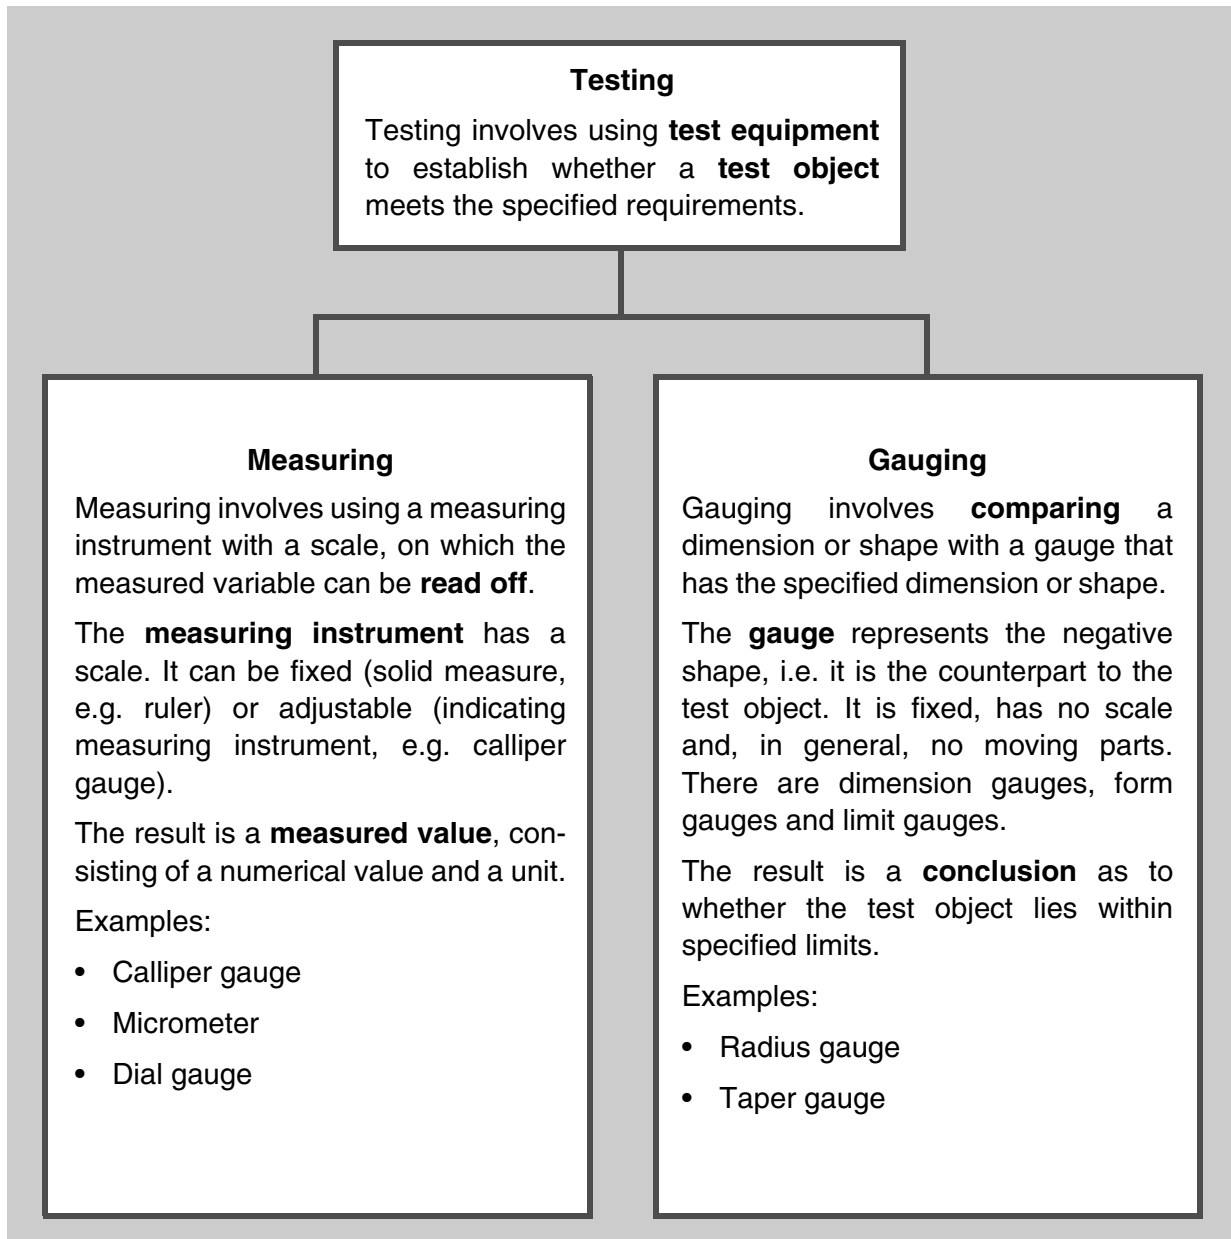 Testing
Testing involves using test equipment
to establish whether a test object
meets the specified requirements.
Measuring
Measuring involves using a measuring
instrument with a scale, on which the
measured variable can be read off.
The measuring instrument has a
scale. It can be fixed (solid measure,
e.g. ruler) or adjustable (indicating
measuring instrument, e.g. calliper
gauge).
The result is a measured value, con-
sisting of a numerical value and a unit.
Examples:
• Calliper gauge
• Micrometer
• Dial gauge
Gauging
Gauging involves comparing a
dimension or shape with a gauge that
has the specified dimension or shape.
The gauge represents the negative
shape, i.e. it is the counterpart to the
test object. It is fixed, has no scale
and, in general, no moving parts.
There are dimension gauges, form
gauges and limit gauges.
The result is a conclusion as to
whether the test object lies within
specified limits.
Examples:
• Radius gauge
• Taper gauge